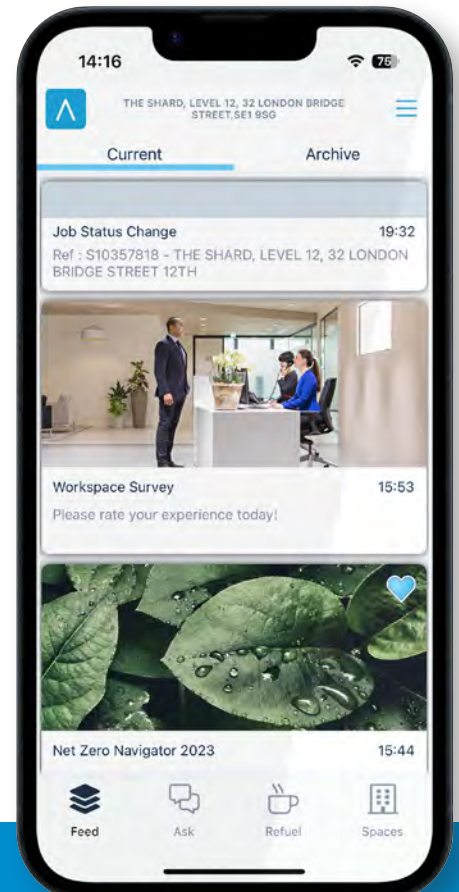 14:16
75
THE SHARD, LEVEL 12, 32 LONDON BRIDGE
STREET,SE1 9SG
Current
Archive
Job Status Change
19:32
Ref : S10357818 - THE SHARD, LEVEL 12, 32 LONDON
BRIDGE STREET 12TH
Workspace Survey
15:53
Please rate your experience today!
Net Zero Navigator 2023
15:44
Feed
Ask
Refuel
Spaces